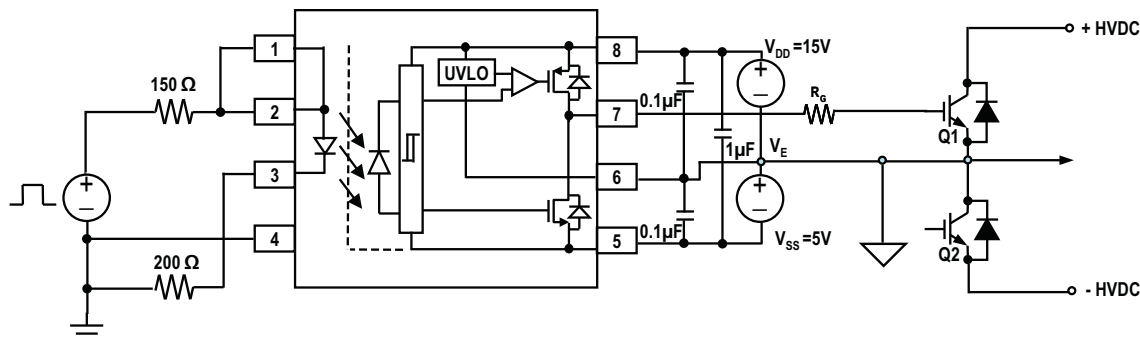 + HVDC
1
8
V_DD =15V
150 Ω
UVLO
+
—
2
0.1µF
7
R_G
Q1
1µF
V_E
3
6
+
—
+
—
4
0.1µF
5
V_SS =5V
Q2
200 Ω
- HVDC